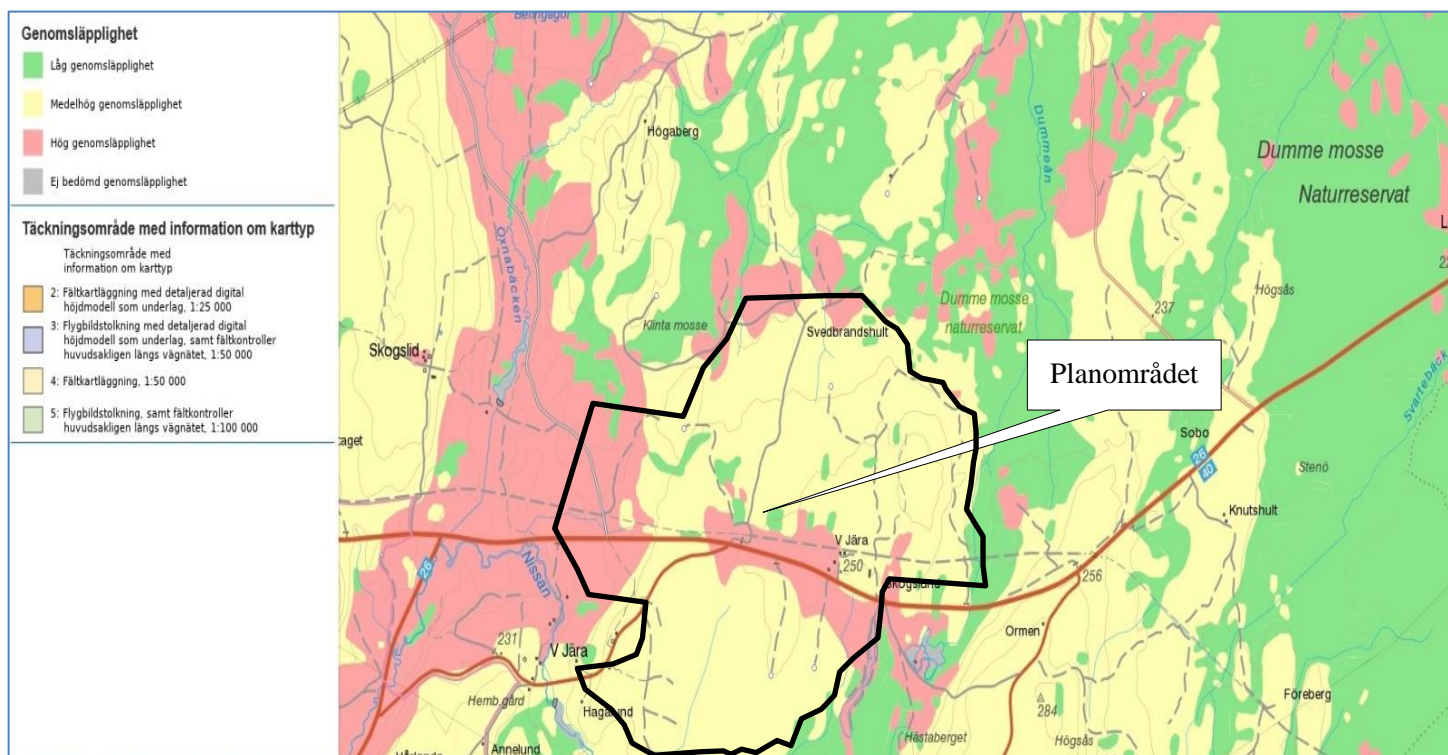 Genomsläpplighet
Låg genomsläpplighet
Medelhög genomsläpplighet
Hög genomsläpplighet
Ej bedömd genomsläpplighet
Täckningsområde med information om karttyp
Täckningsområde med
information om karttyp
2: Fältkartläggning med detaljerad digital
höjdmodell som underlag, 1:25 000
3: Flygbildstolkning med detaljerad digital
höjdmodell som underlag, samt fältkontroller
huvudsakligen längs vägnätet, 1:50 000
4: Fältkartläggning, 1:50 000
5: Flygbildstolkning, samt fältkontroller
huvudsakligen längs vägnätet, 1:100 000
Högaberg
Dummeån
Dumme mosse
Naturreservat
L
Oxnabäcken
Högsås
Klinta mosse
Dumme mosse
naturreservat
237
Svedbrandshult
Skogslid
Planområdet
Svartebäck
taget
Sobo
26
40
Stenö
Knutshult
V Jära
250
26
Nissan
Skogslund
256
231
V Jära
Ormen
Hemb.gård
Hagalund
284
Föreberg
Annelund
Hästaberget
Högsås